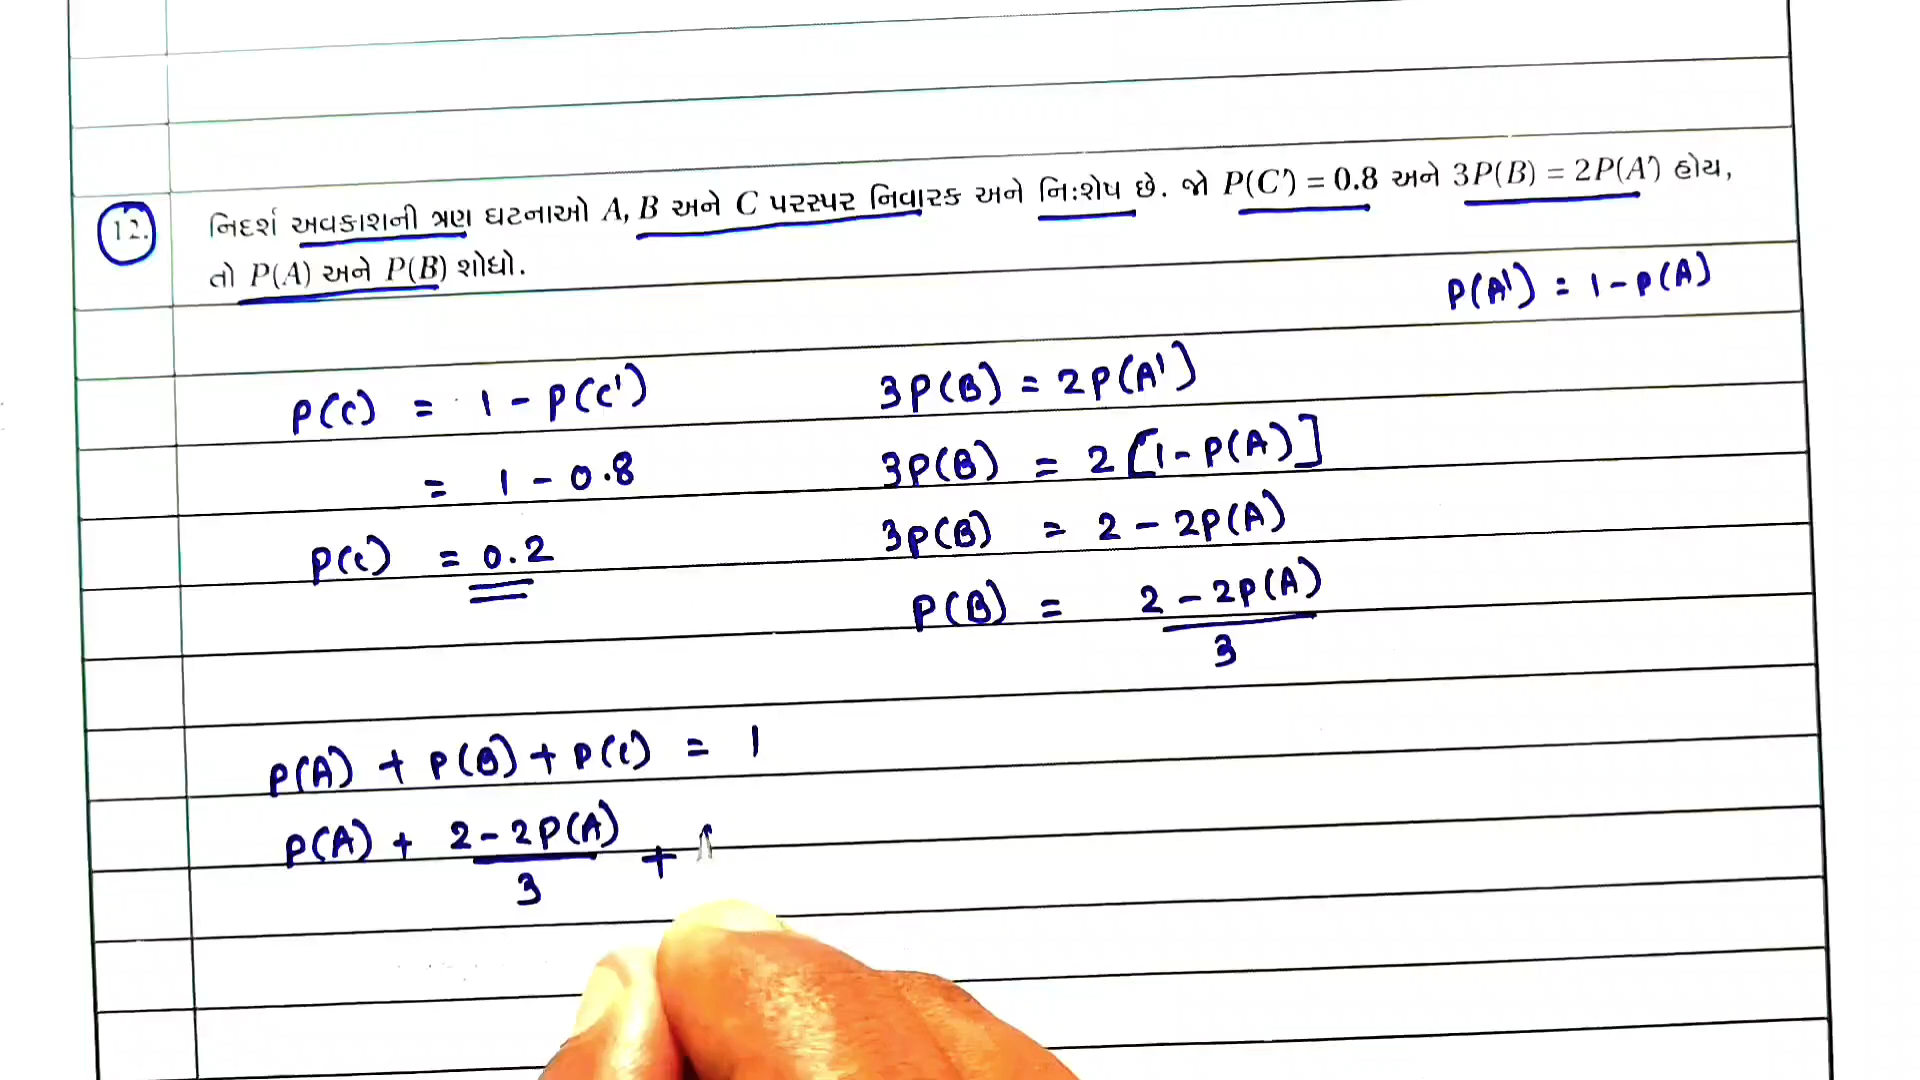 12. નિદર્શ અવકાશની ત્રણ ઘટનાઓ A, B અને C પરસ્પર નિવારક અને નિઃશેષ છે. જો P(C′) = 0.8 અને 3P(B) = 2P(A′) હોય,
તો P(A) અને P(B) શોધો.
P(A') = 1 - P(A)
P(C) = 1 - P(C')
= 1 - 0.8
P(C) = 0.2
3P(B) = 2P(A')
3P(B) = 2[1-P(A)]
3P(B) = 2 - 2P(A)
P(B) = 2 - 2P(A)
3
P(A) + P(B) + P(C) = 1
P(A) + 2 - 2P(A) +
3